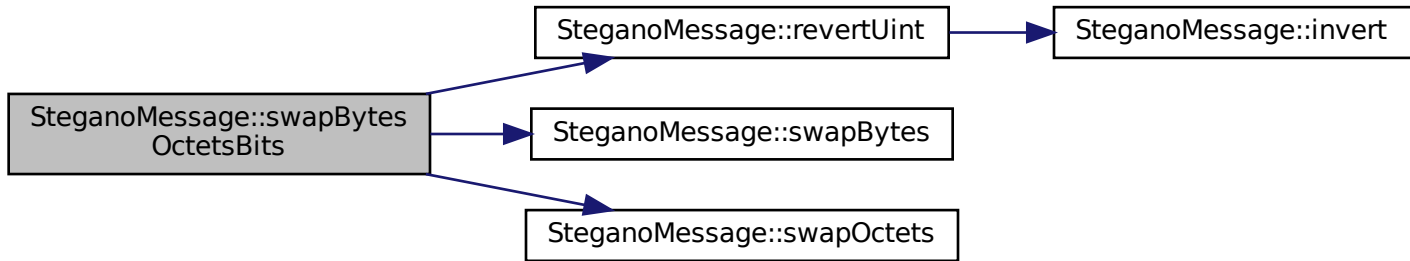 SteganoMessage::swapBytes
OctetsBits
SteganoMessage::revertUint
SteganoMessage::invert
SteganoMessage::swapBytes
SteganoMessage::swapOctets